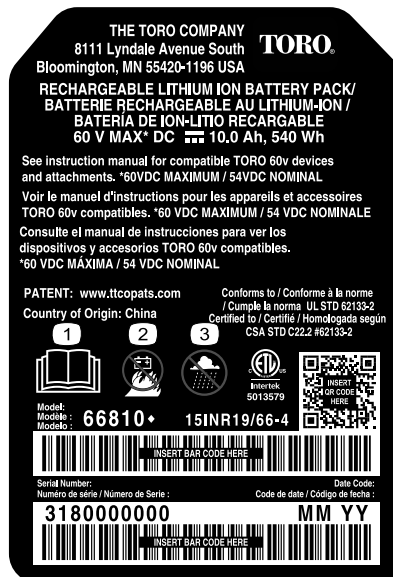 THE TORO COMPANY
8111 Lyndale Avenue South
Bloomington, MN 55420-1196 USA
TORO®
RECHARGEABLE LITHIUM ION BATTERY PACK/
BATTERIE RECHARGEABLE AU LITHIUM-ION /
BATERÍA DE ION-LITIO RECARGABLE
60 V MAX* DC 10.0 Ah, 540 Wh
See instruction manual for compatible TORO 60v devices
and attachments. *60VDC MAXIMUM / 54VDC NOMINAL
Voir le manuel d'instructions pour les appareils et accessoires
TORO 60v compatibles. *60 VDC MAXIMUM / 54 VDC NOMINALE
Consulte el manual de instrucciones para ver los
dispositivos y accesorios TORO 60v compatibles.
*60 VDC MÁXIMA / 54 VDC NOMINAL
PATENT: www.ttcopats.com
Country of Origin: China
Conforms to / Conforme à la norme
/ Cumple la norma UL STD 62133-2
Certified to / Certifié / Homologada según
CSA STD C22.2 #62133-2
1
2
3
C ETL US
Intertek
5013579
INSERT
QR CODE
HERE
Model:
Modèle :
Modelo :
66810
15INR19/66-4
INSERT BAR CODE HERE
Serial Number:
Numéro de série / Número de Serie :
Date Code:
Code de date / Código de fecha :
3180000000
MM YY
INSERT BAR CODE HERE